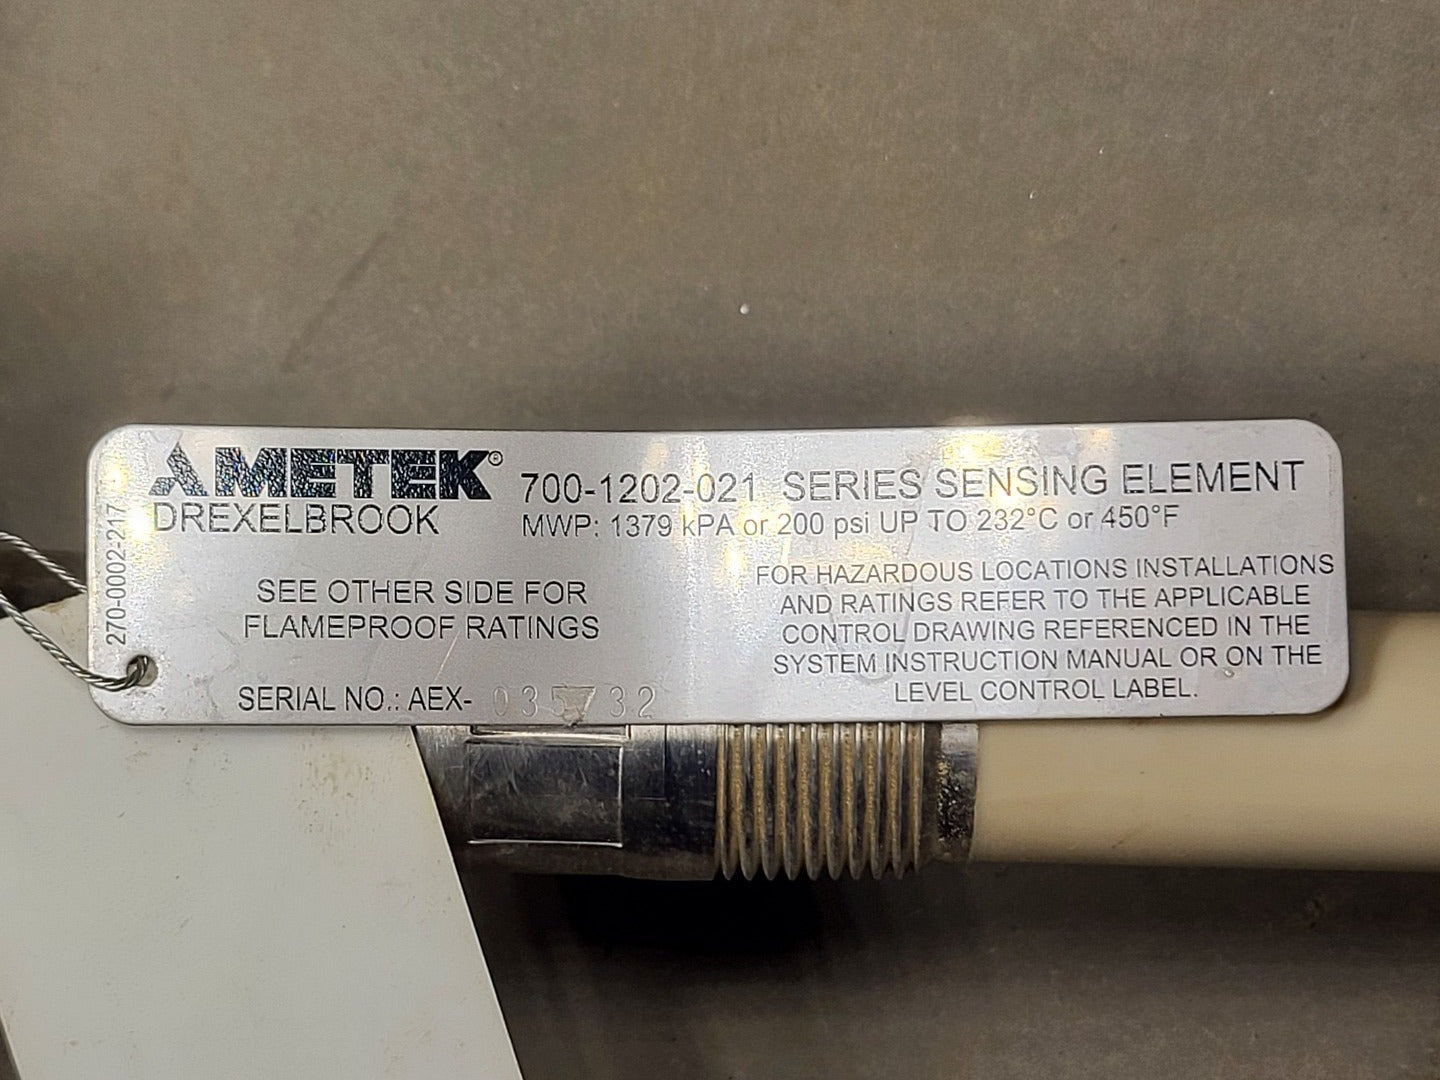 AMETEK®
DREXELBROOK
700-1202-021 SERIES SENSING ELEMENT
MWP: 1379 kPA or 200 psi UP TO 232°C or 450°F
270-0002-217
SEE OTHER SIDE FOR
FLAMEPROOF RATINGS
SERIAL NO.: AEX- 035732
FOR HAZARDOUS LOCATIONS INSTALLATIONS
AND RATINGS REFER TO THE APPLICABLE
CONTROL DRAWING REFERENCED IN THE
SYSTEM INSTRUCTION MANUAL OR ON THE
LEVEL CONTROL LABEL.